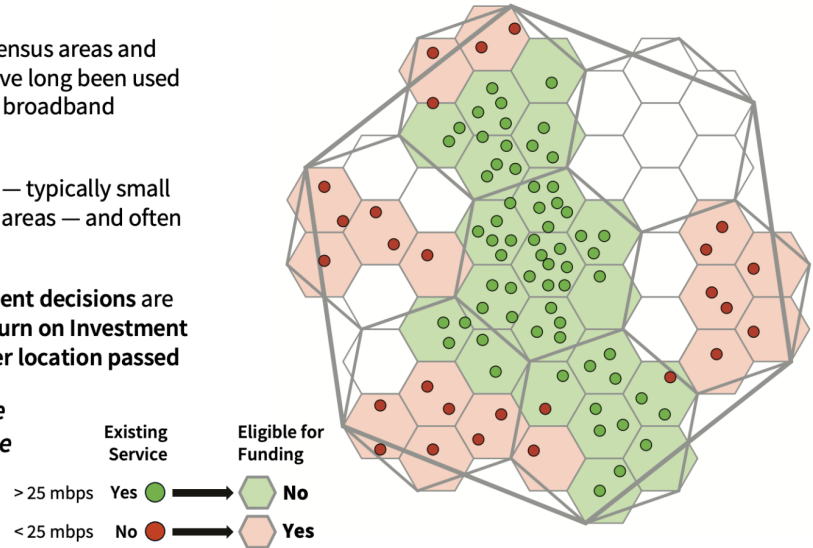 ensus areas and
ve long been used
broadband
— typically small
areas — and often
ent decisions are
urn on Investment
er location passed
e
e
Existing
Service
Eligible for
Funding
> 25 mbps Yes No
< 25 mbps No Yes